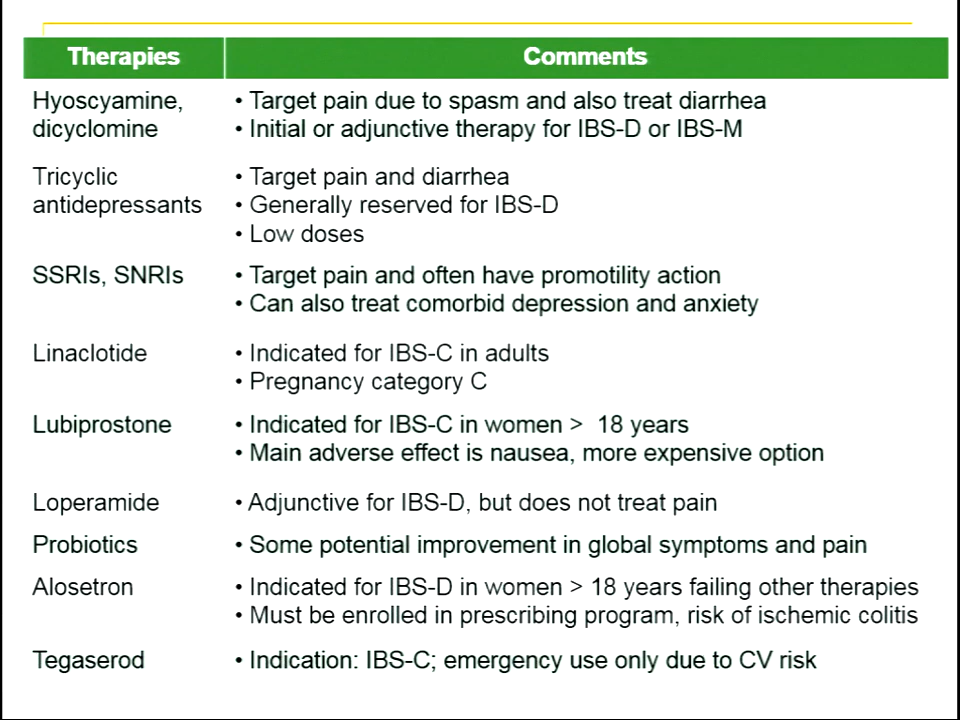 Therapies Comments
Hyoscyamine, • Target pain due to spasm and also treat diarrhea
dicyclomine • Initial or adjunctive therapy for IBS-D or IBS-M
Tricyclic • Target pain and diarrhea
antidepressants • Generally reserved for IBS-D
• Low doses
SSRIs, SNRIs • Target pain and often have promotility action
• Can also treat comorbid depression and anxiety
Linaclotide • Indicated for IBS-C in adults
• Pregnancy category C
Lubiprostone • Indicated for IBS-C in women > 18 years
• Main adverse effect is nausea, more expensive option
Loperamide • Adjunctive for IBS-D, but does not treat pain
Probiotics • Some potential improvement in global symptoms and pain
Alosetron • Indicated for IBS-D in women > 18 years failing other therapies
• Must be enrolled in prescribing program, risk of ischemic colitis
Tegaserod • Indication: IBS-C; emergency use only due to CV risk